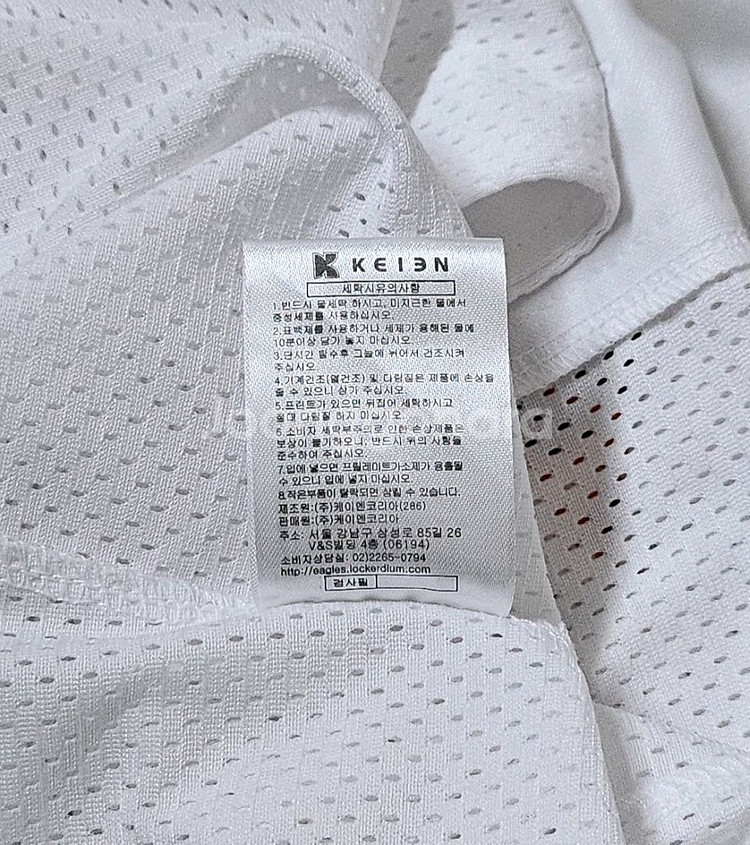 KEI3N
세탁시유의사항
1.반드시 물세탁 하시고, 미지근한 물에서
중성세제를 사용하십시오.
2.표백제를 사용하거나 세제가 용해된 물에
10분이상 담가 놓지 마십시오.
3.단시간 탈수후 그늘에 뉘어서 건조시켜
주십시오
4.기계건조(열건조) 및 다림질은 제품에 손상을
줄 수 있으니 삼가 주십시오.
5.프린트가 있으면 뒤집어 세탁하시고
절대 다림질 하지 마십시오.
6.소비자 세탁부주의로 인한 손상제품은
보상이 불가하오니, 반드시 위의 사항들
준수하여 주십시오.
7.입에 넣으면 프탈레이트가소제가 용출될
수 있으니 입에 넣지 마십시오.
8.작은부품이 탈락되면 삼킬 수 있습니다.
제조원:(주)케이엔코리아(286)
판매원:(주)케이엔코리아
주소: 서울 강남구 삼성로 85길 26
V&S빌딩 4층 (06194)
소비자상담실: 02)2265-0794
http://eagles.lockerdium.com
검사필